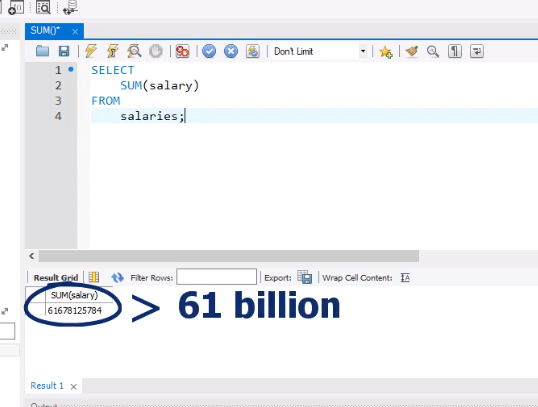 SUM()* ×
Don't Limit
1 SELECT
2 SUM(salary)
3 FROM
4 salaries;
Result Grid Filter Rows: Export: Wrap Cell Content:
SUM(salary)
61678125784
> 61 billion
Result 1 ×
Output